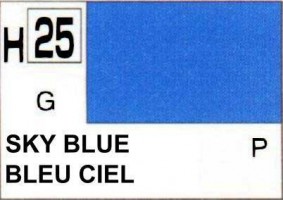 H 25
G
SKY BLUE P
BLEU CIEL